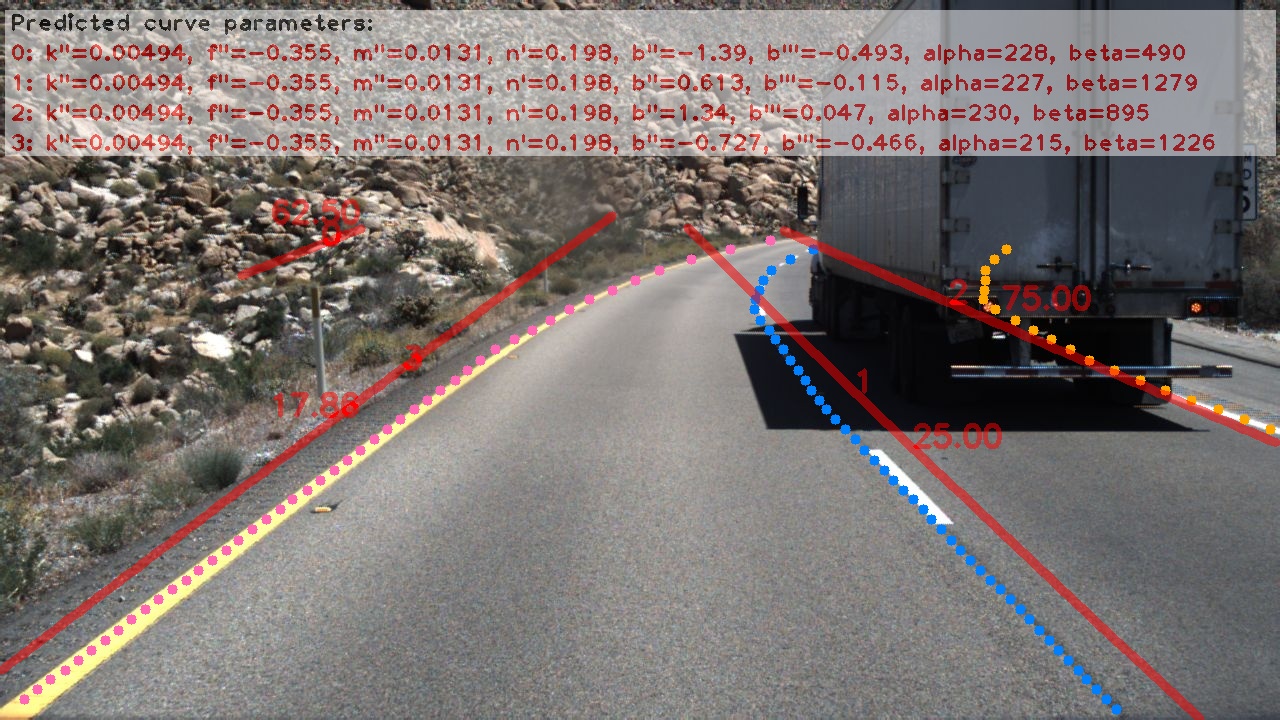 Predicted curve parameters:
0: k''=0.00494, f''=-0.355, m''=0.0131, n'=0.198, b''=-1.39, b'''=-0.493, alpha=228, beta=490
1: k''=0.00494, f''=-0.355, m''=0.0131, n'=0.198, b''=0.613, b'''=-0.115, alpha=227, beta=1279
2: k''=0.00494, f''=-0.355, m''=0.0131, n'=0.198, b''=1.34, b'''=0.047, alpha=230, beta=895
3: k''=0.00494, f''=-0.355, m''=0.0131, n'=0.198, b''=-0.727, b'''=-0.466, alpha=215, beta=1226
62.50
0
2 75.00
3
1
17.86
25.00